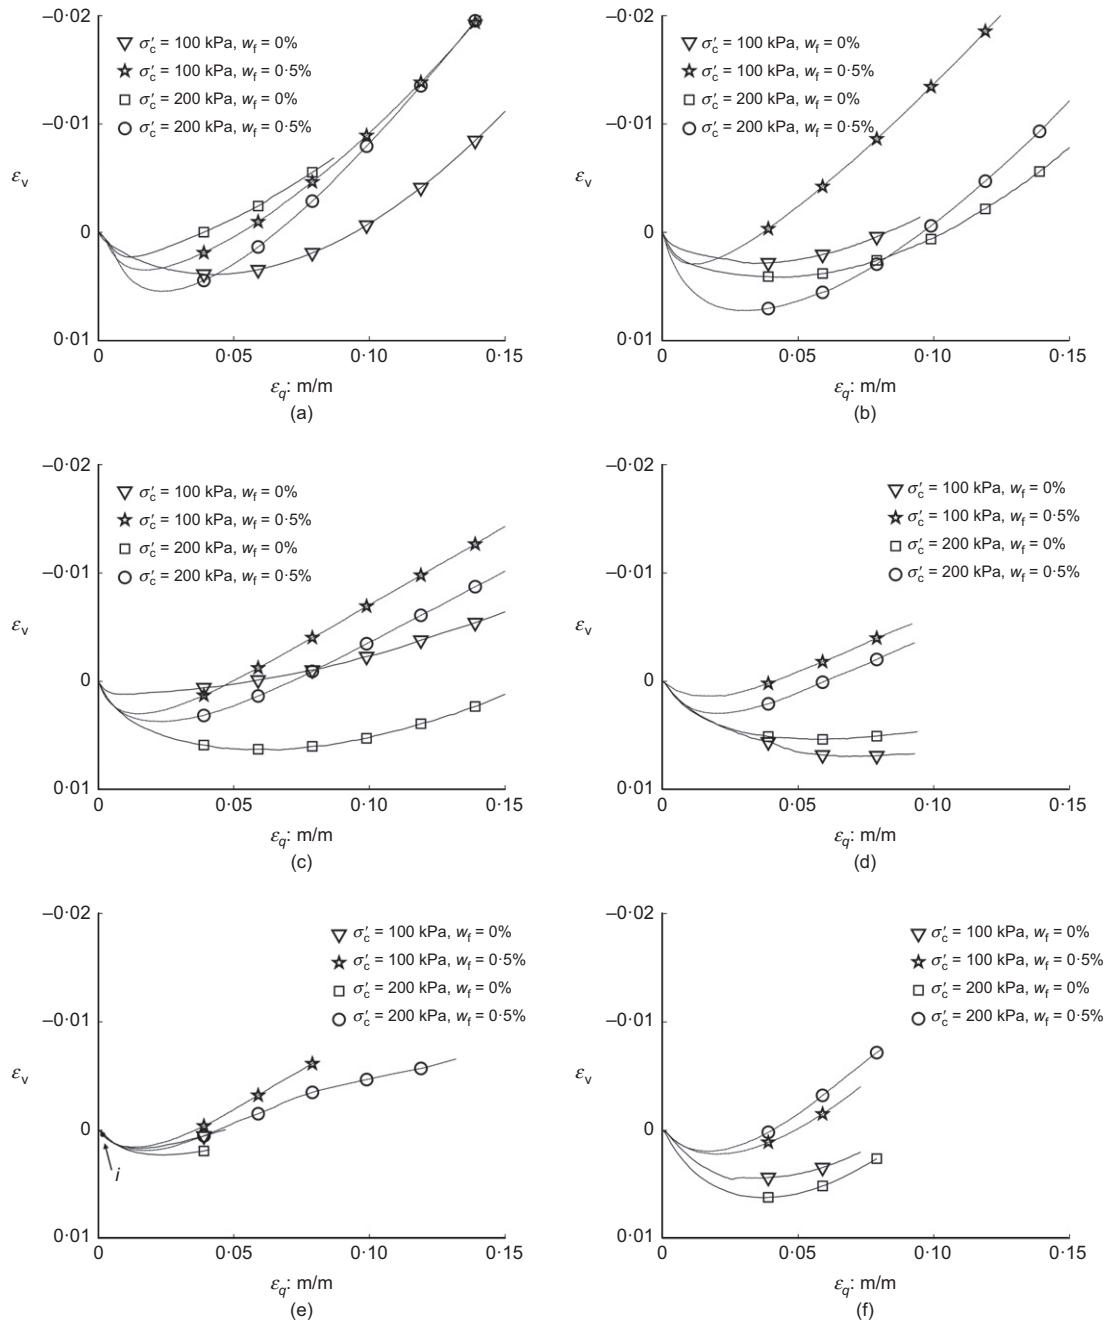 –0·02
σ′c = 100 kPa, wf = 0%
σ′c = 100 kPa, wf = 0·5%
σ′c = 200 kPa, wf = 0%
σ′c = 200 kPa, wf = 0·5%
–0·01
εv
0
0·01
0 0·05 0·10 0·15
εq: m/m
(a)
–0·02
σ′c = 100 kPa, wf = 0%
σ′c = 100 kPa, wf = 0·5%
σ′c = 200 kPa, wf = 0%
σ′c = 200 kPa, wf = 0·5%
–0·01
εv
0
0·01
0 0·05 0·10 0·15
εq: m/m
(b)
–0·02
σ′c = 100 kPa, wf = 0%
σ′c = 100 kPa, wf = 0·5%
σ′c = 200 kPa, wf = 0%
σ′c = 200 kPa, wf = 0·5%
–0·01
εv
0
0·01
0 0·05 0·10 0·15
εq: m/m
(c)
–0·02
σ′c = 100 kPa, wf = 0%
σ′c = 100 kPa, wf = 0·5%
σ′c = 200 kPa, wf = 0%
σ′c = 200 kPa, wf = 0·5%
–0·01
εv
0
0·01
0 0·05 0·10 0·15
εq: m/m
(d)
–0·02
σ′c = 100 kPa, wf = 0%
σ′c = 100 kPa, wf = 0·5%
σ′c = 200 kPa, wf = 0%
σ′c = 200 kPa, wf = 0·5%
–0·01
εv
0
i
0·01
0 0·05 0·10 0·15
εq: m/m
(e)
–0·02
σ′c = 100 kPa, wf = 0%
σ′c = 100 kPa, wf = 0·5%
σ′c = 200 kPa, wf = 0%
σ′c = 200 kPa, wf = 0·5%
–0·01
εv
0
0·01
0 0·05 0·10 0·15
εq: m/m
(f)